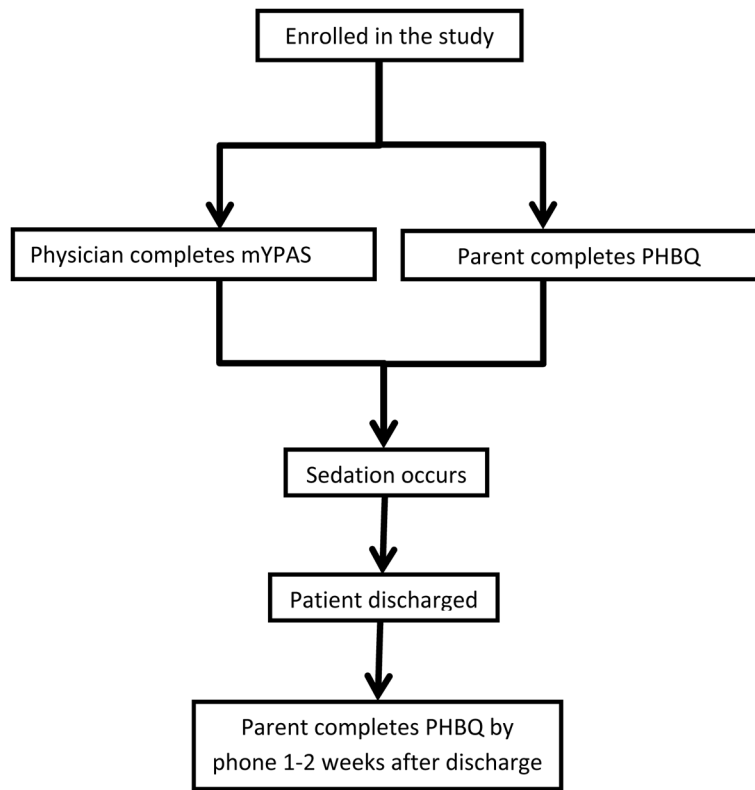 Enrolled in the study
Physician completes mYPAS
Parent completes PHBQ
Sedation occurs
Patient discharged
Parent completes PHBQ by
phone 1-2 weeks after discharge